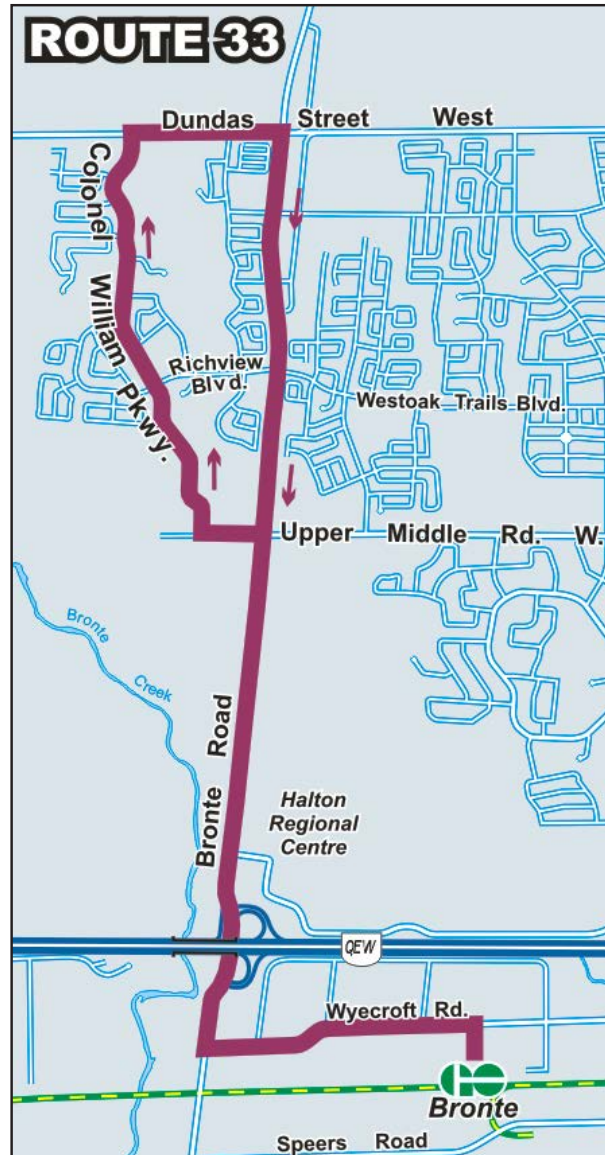 ROUTE 33
Dundas Street West
Colonel William Pkwy.
Richview
Blvd.
Westoak Trails Blvd.
Upper Middle Rd. W.
Bronte
Creek
Bronte Road
Halton
Regional
Centre
QEW
Wyecroft Rd.
GO
Bronte
Speers Road